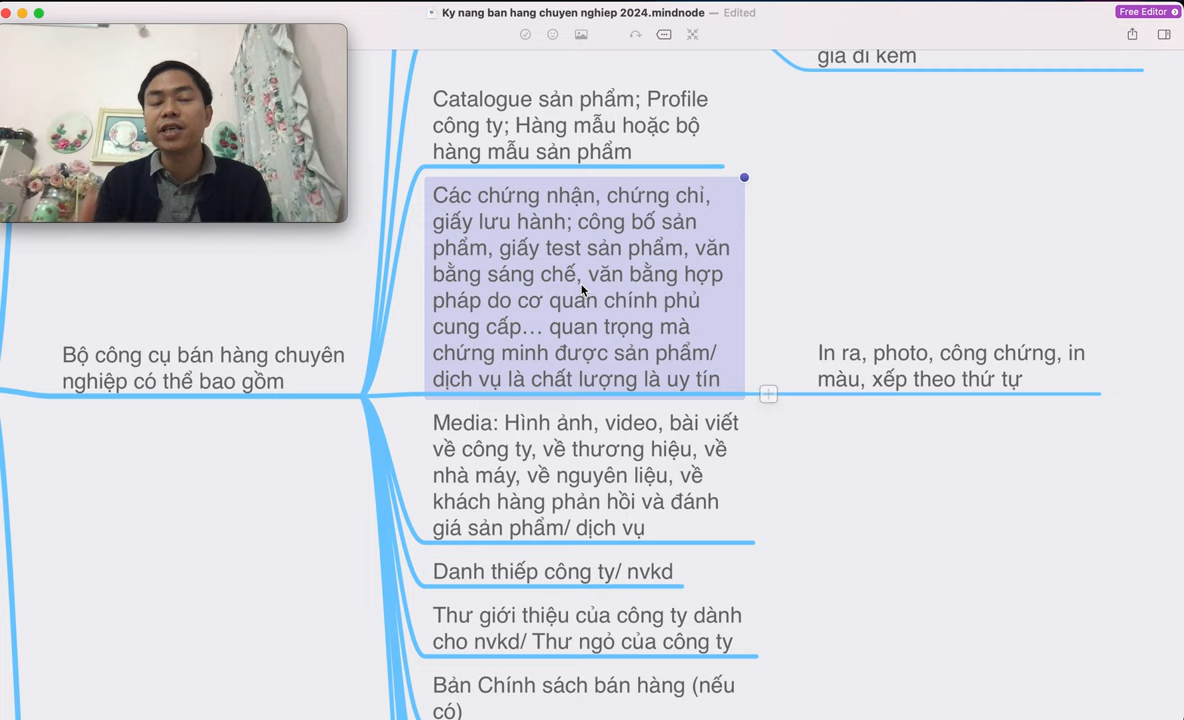 Ky nang ban hang chuyen nghiep 2024.mindnode — Edited
Free Editor
giá đi kèm
Catalogue sản phẩm; Profile
công ty; Hàng mẫu hoặc bộ
hàng mẫu sản phẩm
Các chứng nhận, chứng chỉ,
giấy lưu hành; công bố sản
phẩm, giấy test sản phẩm, văn
bằng sáng chế, văn bằng hợp
pháp do cơ quan chính phủ
cung cấp… quan trọng mà
chứng minh được sản phẩm/
dịch vụ là chất lượng là uy tín
Bộ công cụ bán hàng chuyên
nghiệp có thể bao gồm
In ra, photo, công chứng, in
màu, xếp theo thứ tự
Media: Hình ảnh, video, bài viết
về công ty, về thương hiệu, về
nhà máy, về nguyên liệu, về
khách hàng phản hồi và đánh
giá sản phẩm/ dịch vụ
Danh thiếp công ty/ nvkd
Thư giới thiệu của công ty dành
cho nvkd/ Thư ngỏ của công ty
Bản Chính sách bán hàng (nếu
có)